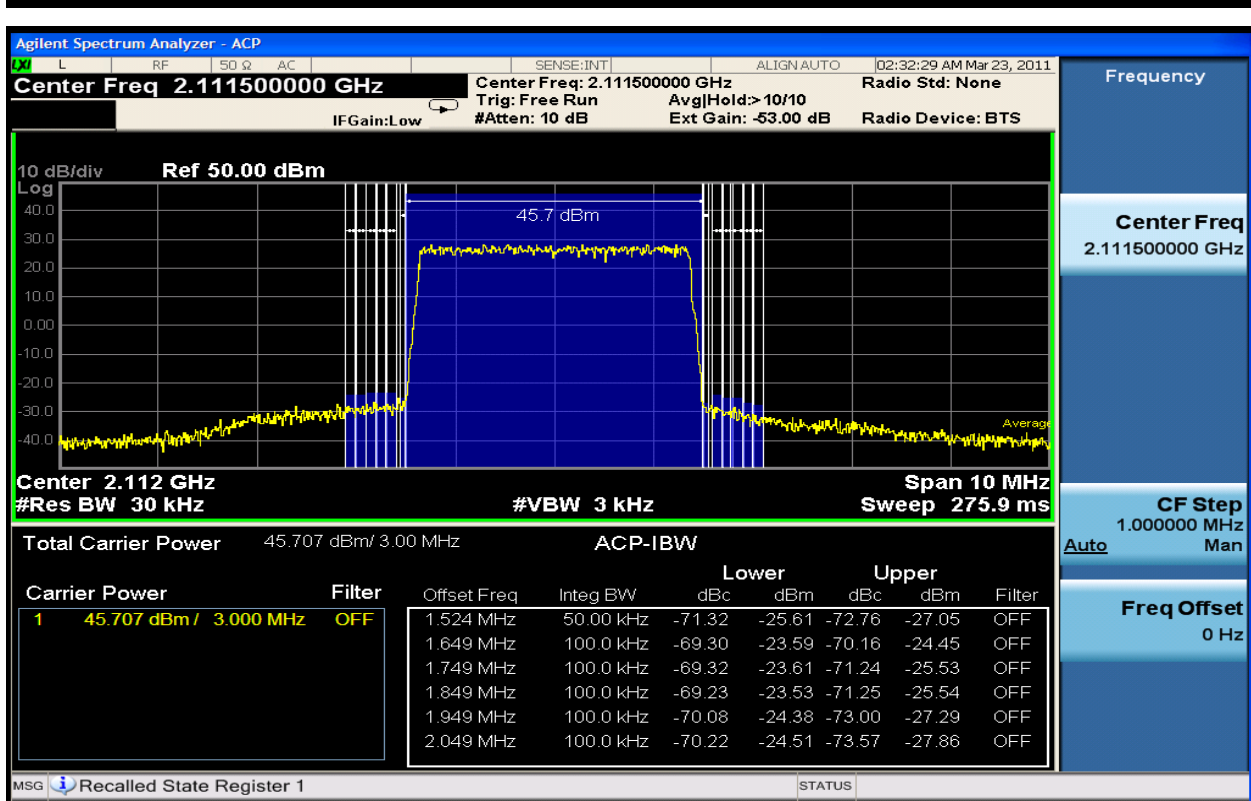 Agilent Spectrum Analyzer - ACP
LXI L RF 50 Ω AC SENSE:INT ALIGN AUTO 02:32:29 AM Mar 23, 2011
Center Freq 2.111500000 GHz
Center Freq: 2.111500000 GHz Radio Std: None
Trig: Free Run Avg|Hold:>10/10
IFGain:Low #Atten: 10 dB Ext Gain: -53.00 dB Radio Device: BTS
10 dB/div Ref 50.00 dBm
Log
40.0
30.0
20.0
10.0
0.00
-10.0
-20.0
-30.0
-40.0
45.7 dBm
Average
Center 2.112 GHz Span 10 MHz
#Res BW 30 kHz #VBW 3 kHz Sweep 275.9 ms
Total Carrier Power 45.707 dBm/ 3.00 MHz ACP-IBW
Lower Upper
Carrier Power Filter
1 45.707 dBm / 3.000 MHz OFF
Offset Freq Integ BW dBc dBm dBc dBm Filter
1.524 MHz 50.00 kHz -71.32 -25.61 -72.76 -27.05 OFF
1.649 MHz 100.0 kHz -69.30 -23.59 -70.16 -24.45 OFF
1.749 MHz 100.0 kHz -69.32 -23.61 -71.24 -25.53 OFF
1.849 MHz 100.0 kHz -69.23 -23.53 -71.25 -25.54 OFF
1.949 MHz 100.0 kHz -70.08 -24.38 -73.00 -27.29 OFF
2.049 MHz 100.0 kHz -70.22 -24.51 -73.57 -27.86 OFF
MSG Recalled State Register 1 STATUS
Frequency
Center Freq
2.111500000 GHz
CF Step
1.000000 MHz
Auto Man
Freq Offset
0 Hz